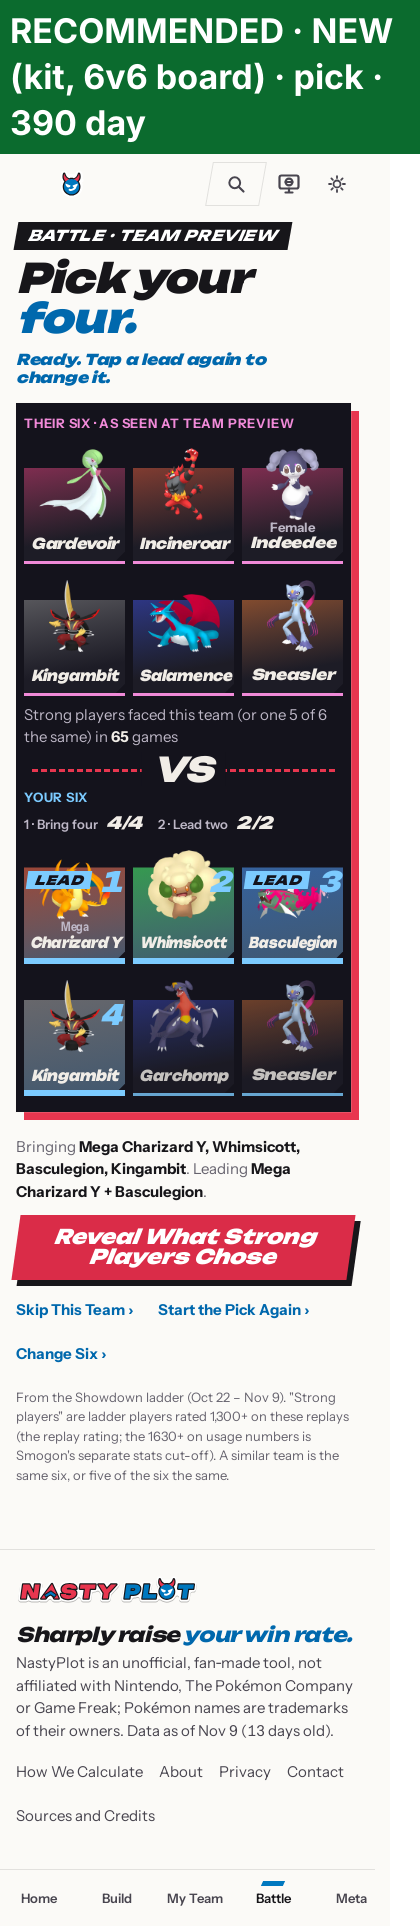 RECOMMENDED · NEW
(kit, 6v6 board) · pick ·
390 day
BATTLE · TEAM PREVIEW
Pick your
four.
Ready. Tap a lead again to
change it.
THEIR SIX · AS SEEN AT TEAM PREVIEW
Gardevoir
Incineroar
Female
Indeedee
Kingambit
Salamence
Sneasler
Strong players faced this team (or one 5 of 6
the same) in 65 games
VS
YOUR SIX
1 · Bring four 4/4 2 · Lead two 2/2
LEAD 1
Mega
Charizard Y
2
Whimsicott
LEAD 3
Basculegion
4
Kingambit
Garchomp
Sneasler
Bringing Mega Charizard Y, Whimsicott,
Basculegion, Kingambit. Leading Mega
Charizard Y + Basculegion.
Reveal What Strong
Players Chose
Skip This Team › Start the Pick Again ›
Change Six ›
From the Showdown ladder (Oct 22 – Nov 9). "Strong
players" are ladder players rated 1,300+ on these replays
(the replay rating; the 1630+ on usage numbers is
Smogon's separate stats cut-off). A similar team is the
same six, or five of the six the same.
NASTY PLOT
Sharply raise your win rate.
NastyPlot is an unofficial, fan-made tool, not
affiliated with Nintendo, The Pokémon Company
or Game Freak; Pokémon names are trademarks
of their owners. Data as of Nov 9 (13 days old).
How We Calculate About Privacy Contact
Sources and Credits
Home Build My Team Battle Meta